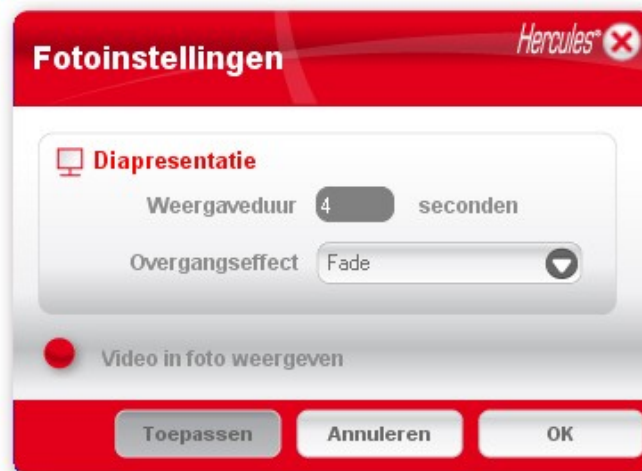 Fotoinstellingen
Hercules®
Diapresentatie
Weergaveduur 4 seconden
Overgangseffect Fade
Video in foto weergeven
Toepassen Annuleren OK